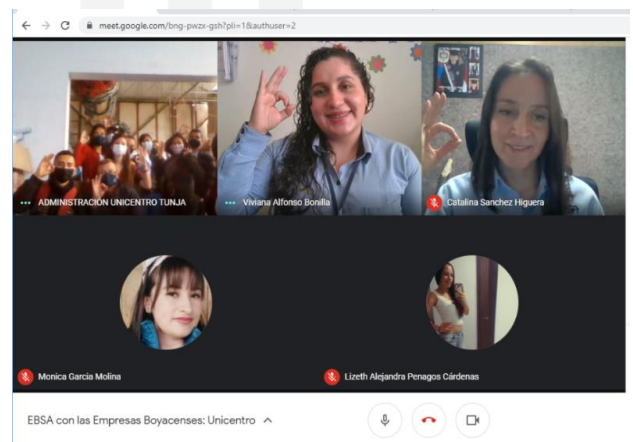 meet.google.com/bng-pwzx-gsh?pli=1&authuser=2
ADMINISTRACIÓN UNICENTRO TUNJA
Viviana Alfonso Bonilla
Catalina Sanchez Higuera
Monica Garcia Molina
Lizeth Alejandra Penagos Cárdenas
EBSA con las Empresas Boyacenses: Unicentro